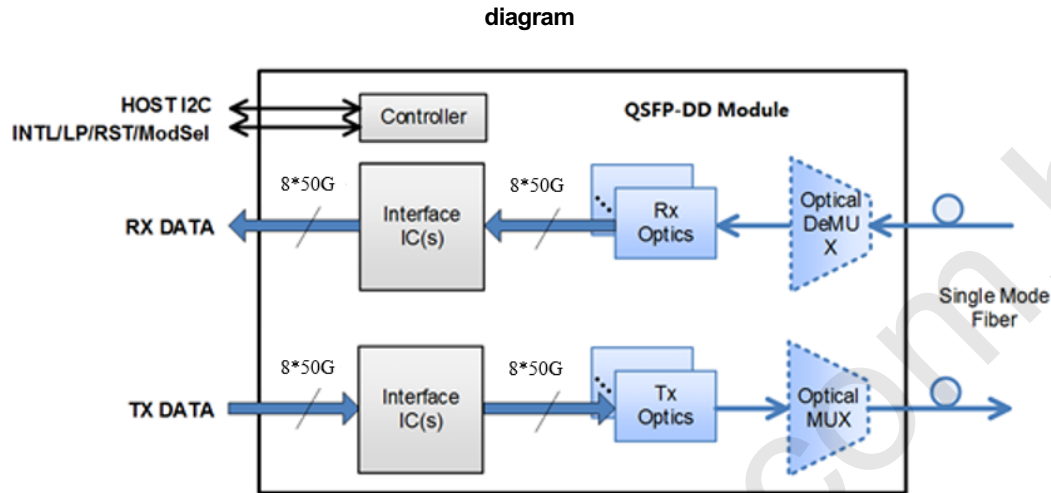 diagram
QSFP-DD Module
HOST I2C
INTL/LP/RST/ModSel
Controller
8*50G
8*50G
RX DATA
Interface
IC(s)
Rx
Optics
Optical
DeMU
X
Single Mode
Fiber
8*50G
8*50G
TX DATA
Interface
IC(s)
Tx
Optics
Optical
MUX